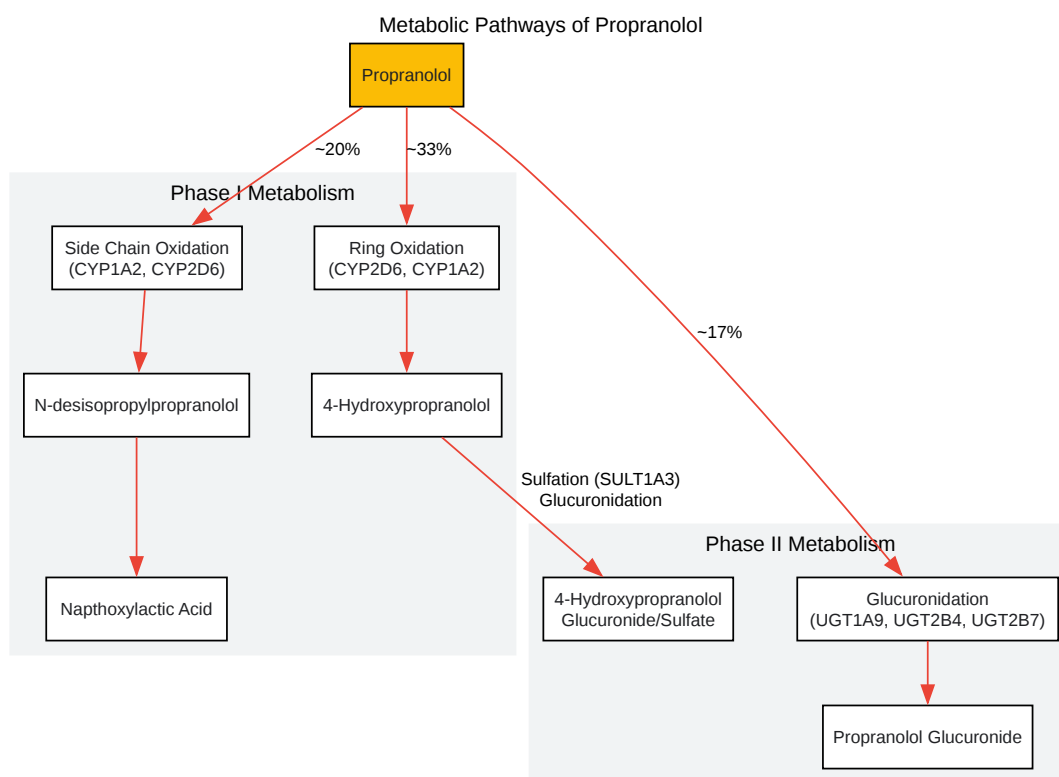 Metabolic Pathways of Propranolol
Propranolol
~20%
~33%
Phase I Metabolism
Side Chain Oxidation
(CYP1A2, CYP2D6)
Ring Oxidation
(CYP2D6, CYP1A2)
~17%
N-desisopropylpropranolol
4-Hydroxypropranolol
Sulfation (SULT1A3)
Glucuronidation
Phase II Metabolism
Napthoxylactic Acid
4-Hydroxypropranolol
Glucuronide/Sulfate
Glucuronidation
(UGT1A9, UGT2B4, UGT2B7)
Propranolol Glucuronide